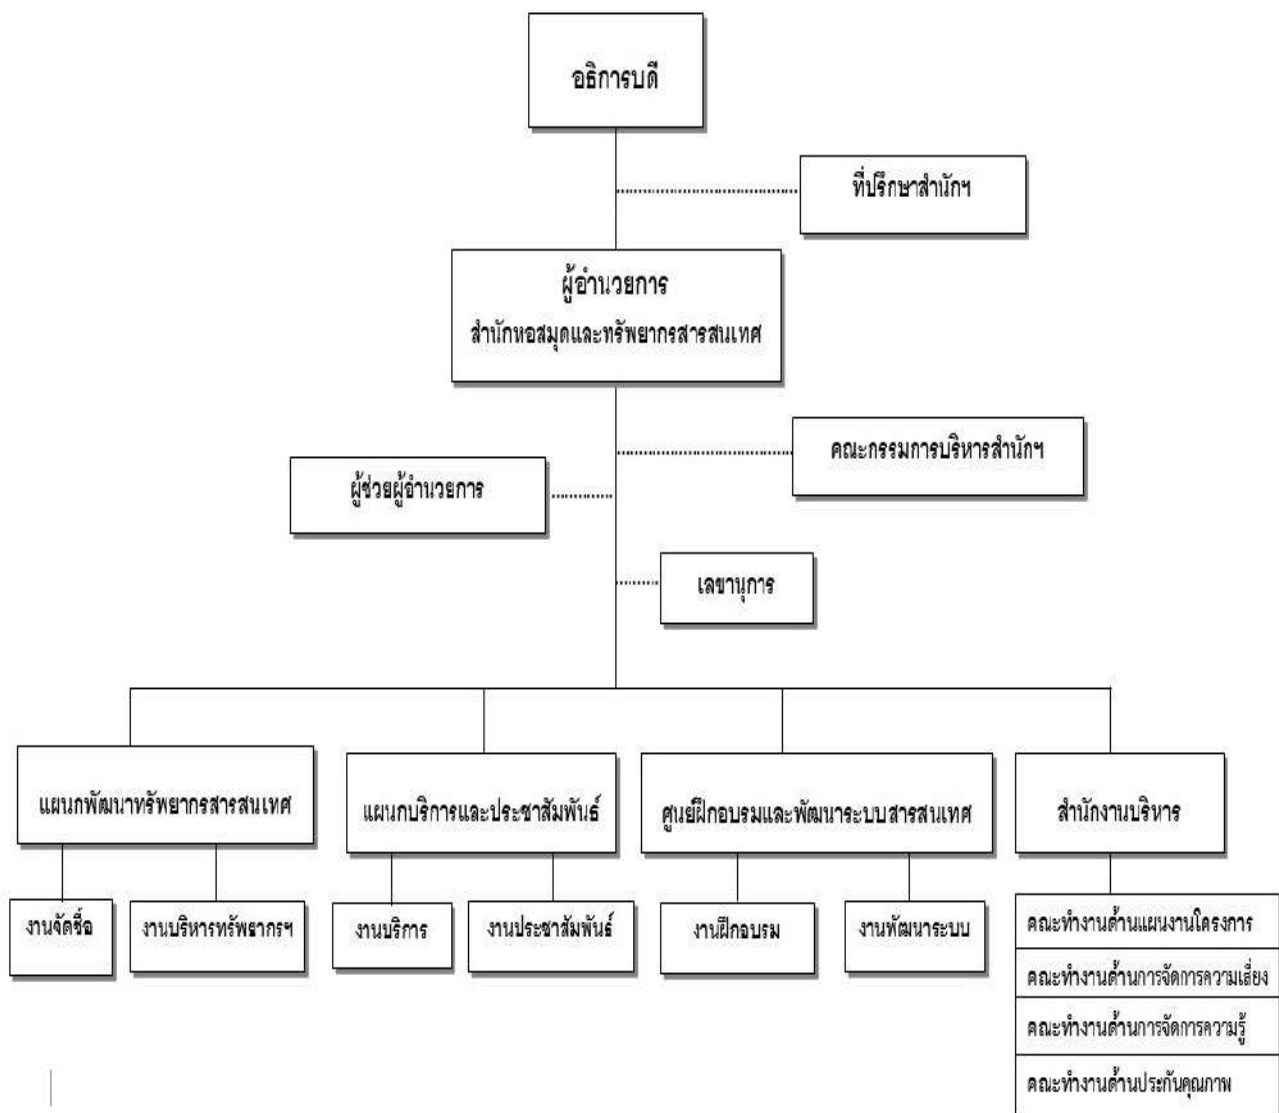 อธิการบดี
ที่ปรึกษาสำนักฯ
ผู้อำนวยการ
สำนักหอสมุดและทรัพยากรสารสนเทศ
คณะกรรมการบริหารสำนักฯ
ผู้ช่วยผู้อำนวยการ
เลขานุการ
แผนกพัฒนาทรัพยากรสารสนเทศ
แผนกบริการและประชาสัมพันธ์
ศูนย์ฝึกอบรมและพัฒนาระบบสารสนเทศ
สำนักงานบริหาร
งานจัดซื้อ
งานบริหารทรัพยากรฯ
งานบริการ
งานประชาสัมพันธ์
งานฝึกอบรม
งานพัฒนาระบบ
คณะทำงานด้านแผนงานโครงการ
คณะทำงานด้านการจัดการความเสี่ยง
คณะทำงานด้านการจัดการความรู้
คณะทำงานด้านประกันคุณภาพ